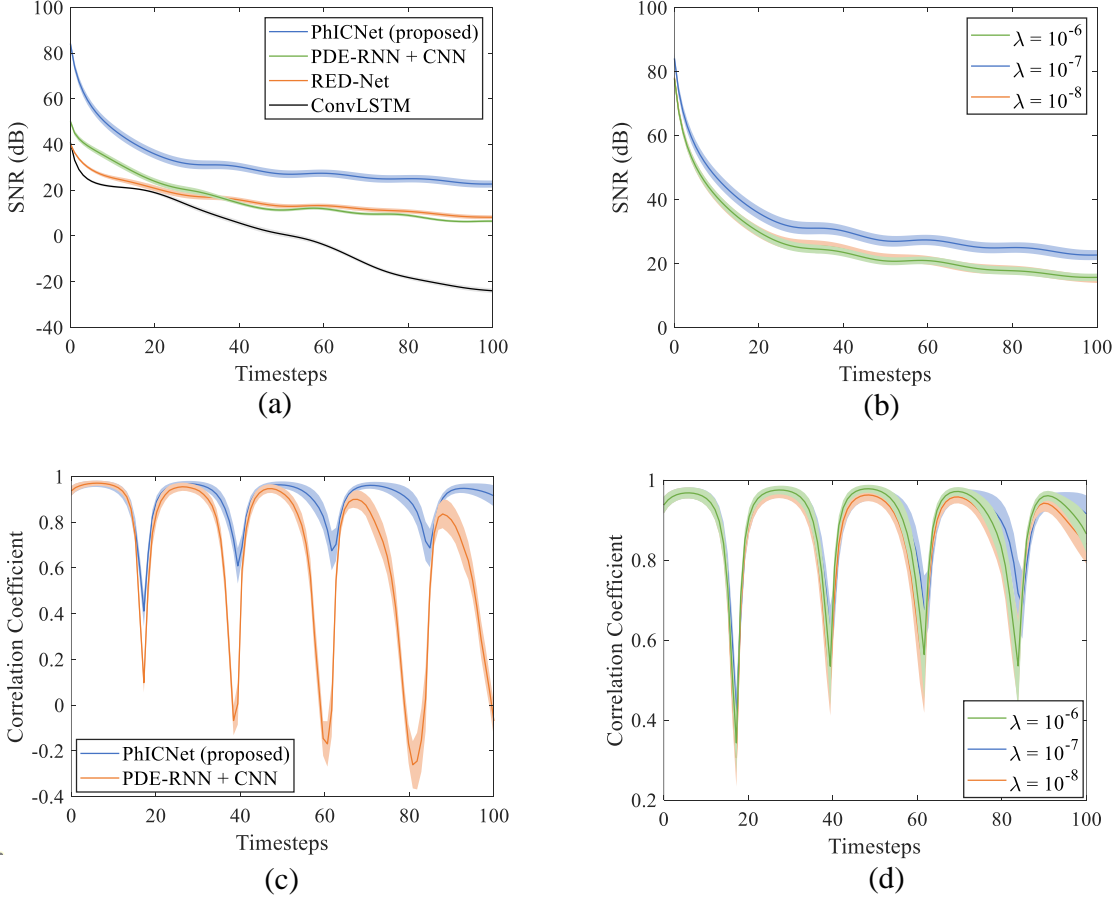 100
80
60
40
20
0
-20
-40
SNR (dB)
PhICNet (proposed)
PDE-RNN + CNN
RED-Net
ConvLSTM
0 20 40 60 80 100
Timesteps
(a)
100
80
60
40
20
0
SNR (dB)
λ = 10⁻⁶
λ = 10⁻⁷
λ = 10⁻⁸
0 20 40 60 80 100
Timesteps
(b)
1
0.8
0.6
0.4
0.2
0
-0.2
-0.4
Correlation Coefficient
PhICNet (proposed)
PDE-RNN + CNN
0 20 40 60 80 100
Timesteps
(c)
1
0.8
0.6
0.4
0.2
Correlation Coefficient
λ = 10⁻⁶
λ = 10⁻⁷
λ = 10⁻⁸
0 20 40 60 80 100
Timesteps
(d)